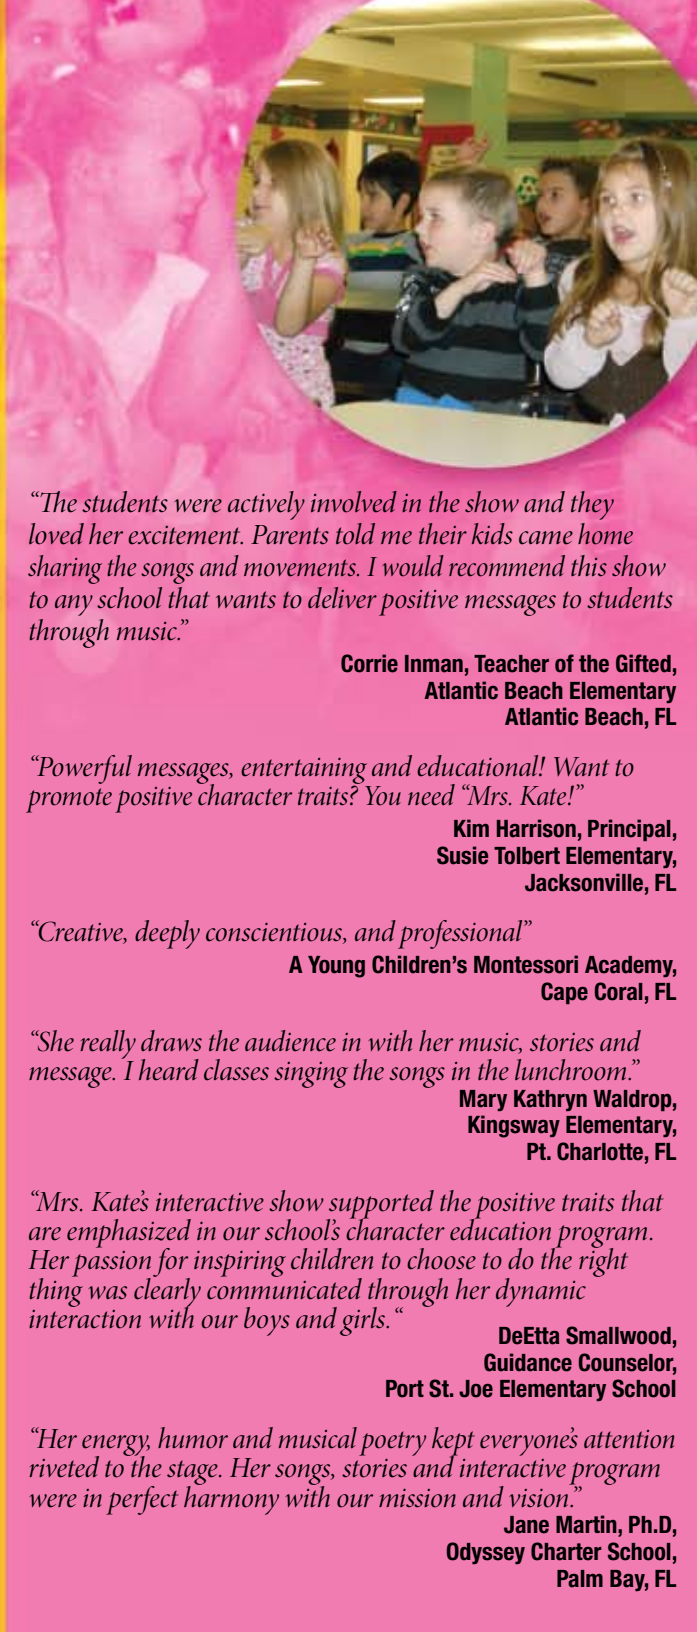 “The students were actively involved in the show and they
loved her excitement. Parents told me their kids came home
sharing the songs and movements. I would recommend this show
to any school that wants to deliver positive messages to students
through music.”
Corrie Inman, Teacher of the Gifted,
Atlantic Beach Elementary
Atlantic Beach, FL
“Powerful messages, entertaining and educational! Want to
promote positive character traits? You need “Mrs. Kate!”
Kim Harrison, Principal,
Susie Tolbert Elementary,
Jacksonville, FL
“Creative, deeply conscientious, and professional”
A Young Children’s Montessori Academy,
Cape Coral, FL
“She really draws the audience in with her music, stories and
message. I heard classes singing the songs in the lunchroom.”
Mary Kathryn Waldrop,
Kingsway Elementary,
Pt. Charlotte, FL
“Mrs. Kate’s interactive show supported the positive traits that
are emphasized in our school’s character education program.
Her passion for inspiring children to choose to do the right
thing was clearly communicated through her dynamic
interaction with our boys and girls. “
DeEtta Smallwood,
Guidance Counselor,
Port St. Joe Elementary School
“Her energy, humor and musical poetry kept everyone’s attention
riveted to the stage. Her songs, stories and interactive program
were in perfect harmony with our mission and vision.”
Jane Martin, Ph.D,
Odyssey Charter School,
Palm Bay, FL